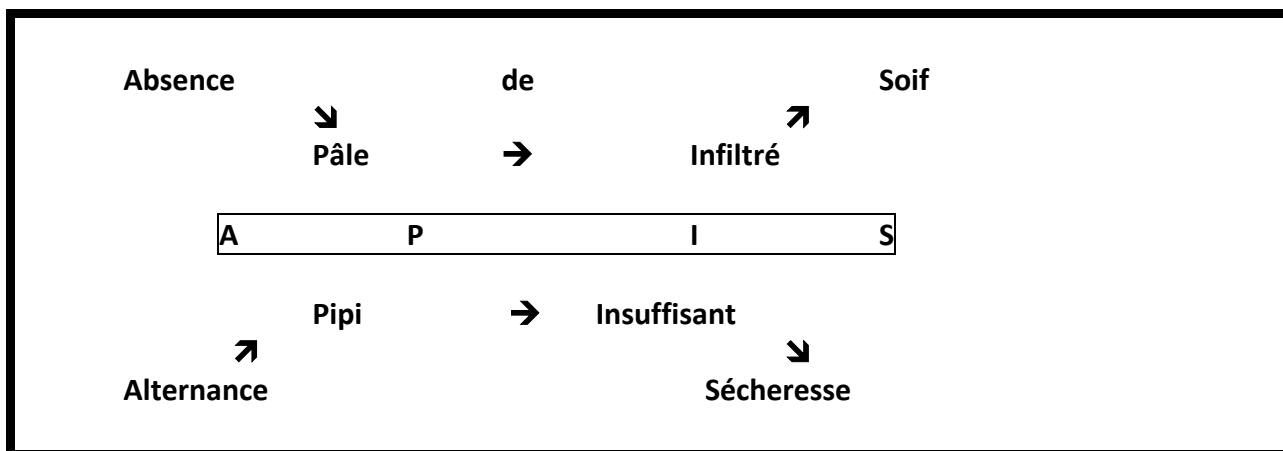 Absence de Soif
➘ ➚
Pâle ➔ Infiltré
A P I S
Pipi ➔ Insuffisant
➚ ➘
Alternance Sécheresse